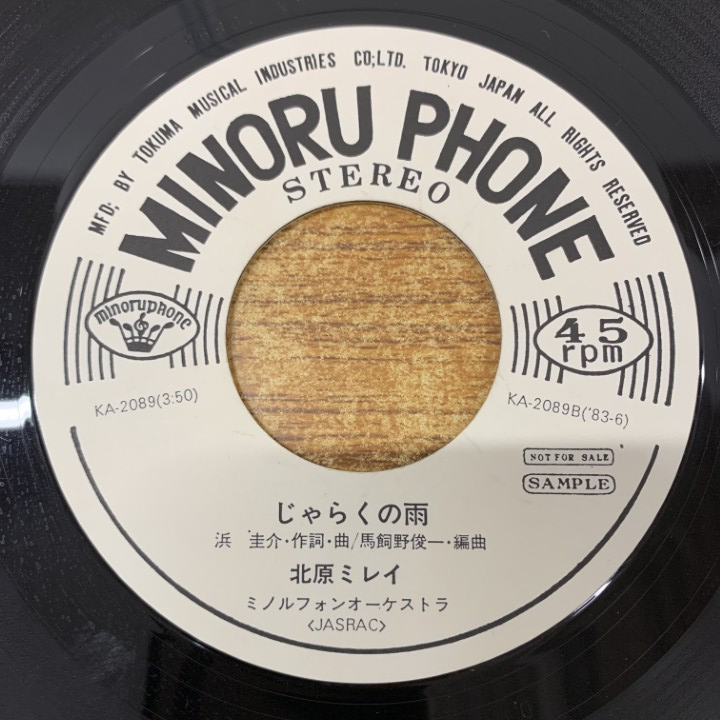 MFD; BY TOKUMA MUSICAL INDUSTRIES CO;LTD. TOKYO JAPAN ALL RIGHTS RESERVED
MINORU PHONE
STEREO
minoruphone
45
rpm
KA-2089(3:50)
KA-2089B('83-6)
NOT FOR SALE
SAMPLE
じゃらくの雨
浜 圭介・作詞・曲/馬飼野俊一・編曲
北原ミレイ
ミノルフォンオーケストラ
<JASRAC>